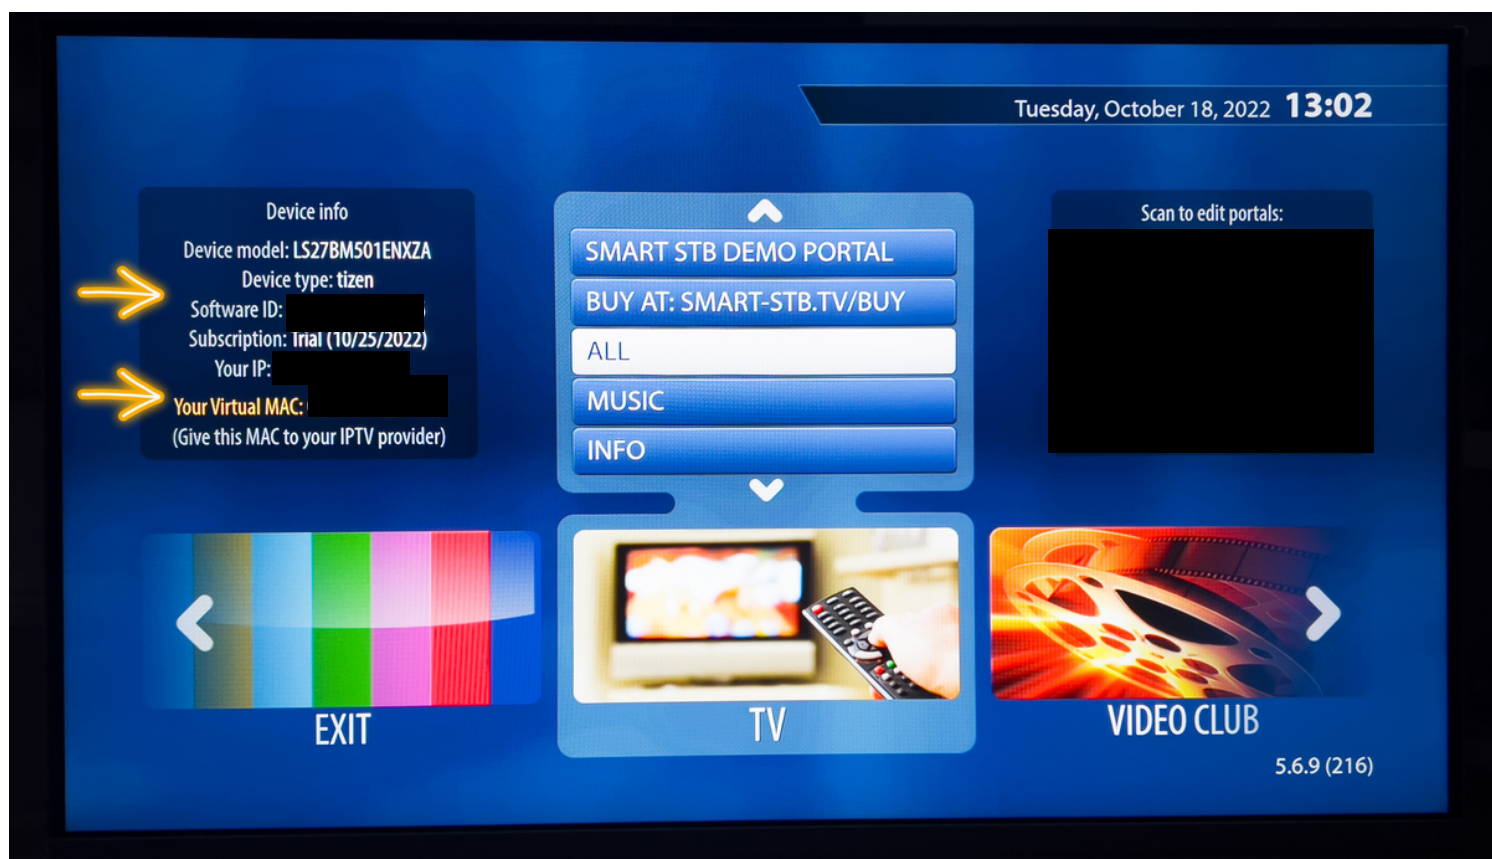 Tuesday, October 18, 2022 13:02
Device info
Device model: LS27BM501ENXZA
Device type: tizen
Software ID:
Subscription: Trial (10/25/2022)
Your IP:
Your Virtual MAC:
(Give this MAC to your IPTV provider)
SMART STB DEMO PORTAL
BUY AT: SMART-STB.TV/BUY
ALL
MUSIC
INFO
Scan to edit portals:
EXIT
TV
VIDEO CLUB
5.6.9 (216)